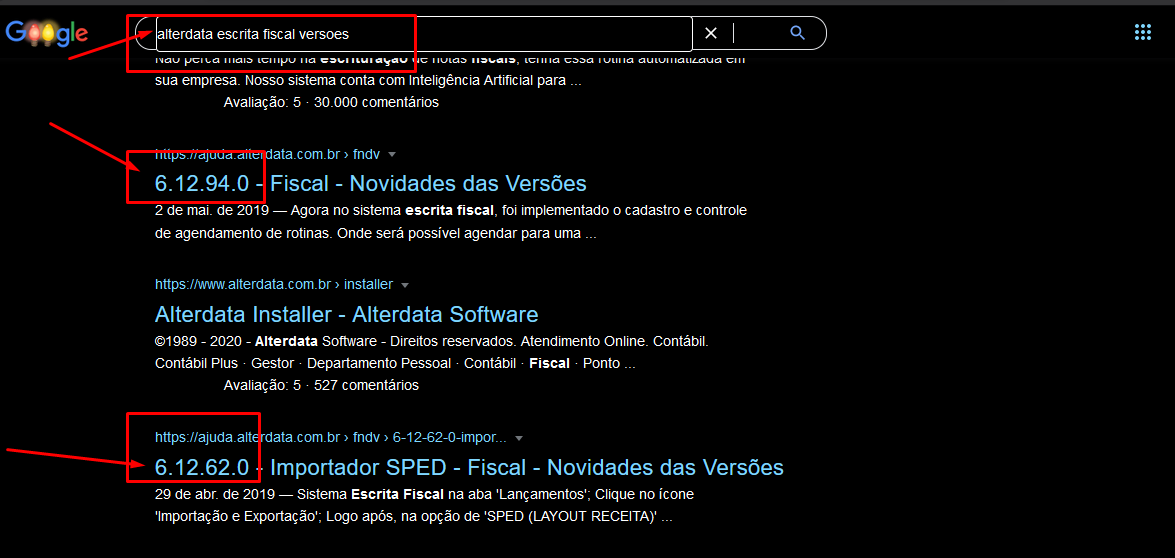 Google
alterdata escrita fiscal versoes
Não perca mais tempo na escrituração de notas fiscais, tenha essa rotina automatizada em
sua empresa. Nosso sistema conta com Inteligência Artificial para ...
Avaliação: 5 · 30.000 comentários
https://ajuda.alterdata.com.br › fndv
6.12.94.0 - Fiscal - Novidades das Versões
2 de mai. de 2019 — Agora no sistema escrita fiscal, foi implementado o cadastro e controle
de agendamento de rotinas. Onde será possível agendar para uma ...
https://www.alterdata.com.br › installer
Alterdata Installer - Alterdata Software
©1989 - 2020 - Alterdata Software - Direitos reservados. Atendimento Online. Contábil.
Contábil Plus · Gestor · Departamento Pessoal · Contábil · Fiscal · Ponto ...
Avaliação: 5 · 527 comentários
https://ajuda.alterdata.com.br › fndv › 6-12-62-0-impor...
6.12.62.0 - Importador SPED - Fiscal - Novidades das Versões
29 de abr. de 2019 — Sistema Escrita Fiscal na aba 'Lançamentos'; Clique no ícone
'Importação e Exportação'; Logo após, na opção de 'SPED (LAYOUT RECEITA)' ...